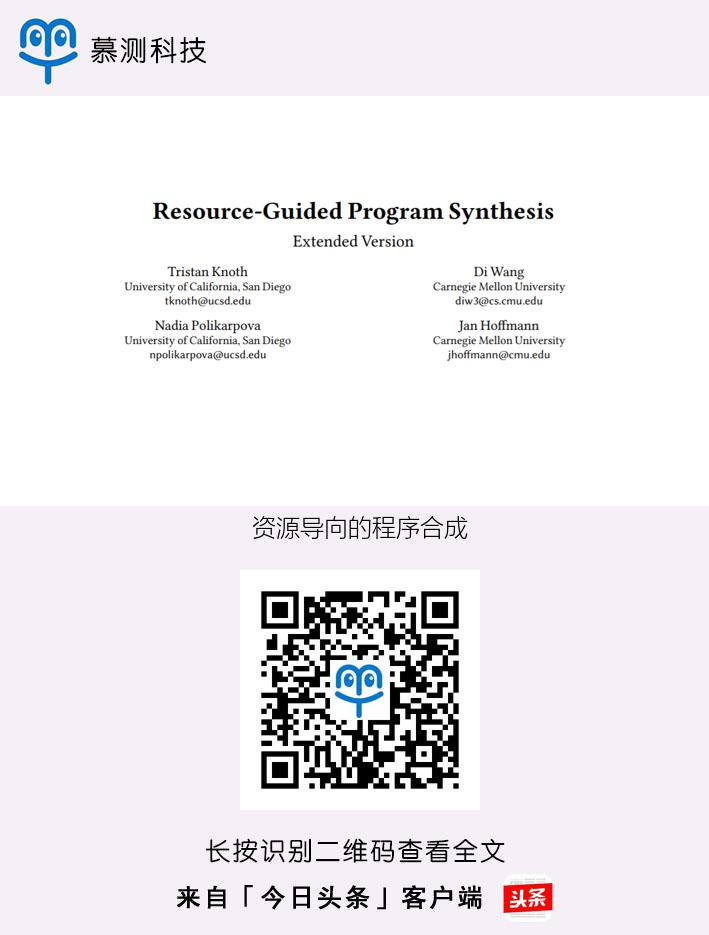 慕测科技
Resource-Guided Program Synthesis
Extended Version
Tristan Knoth
University of California, San Diego
tknoth@ucsd.edu
Di Wang
Carnegie Mellon University
diw3@cs.cmu.edu
Nadia Polikarpova
University of California, San Diego
npolikarpova@ucsd.edu
Jan Hoffmann
Carnegie Mellon University
jhoffmann@cmu.edu
资源导向的程序合成
长按识别二维码查看全文
来自「今日头条」客户端
头条